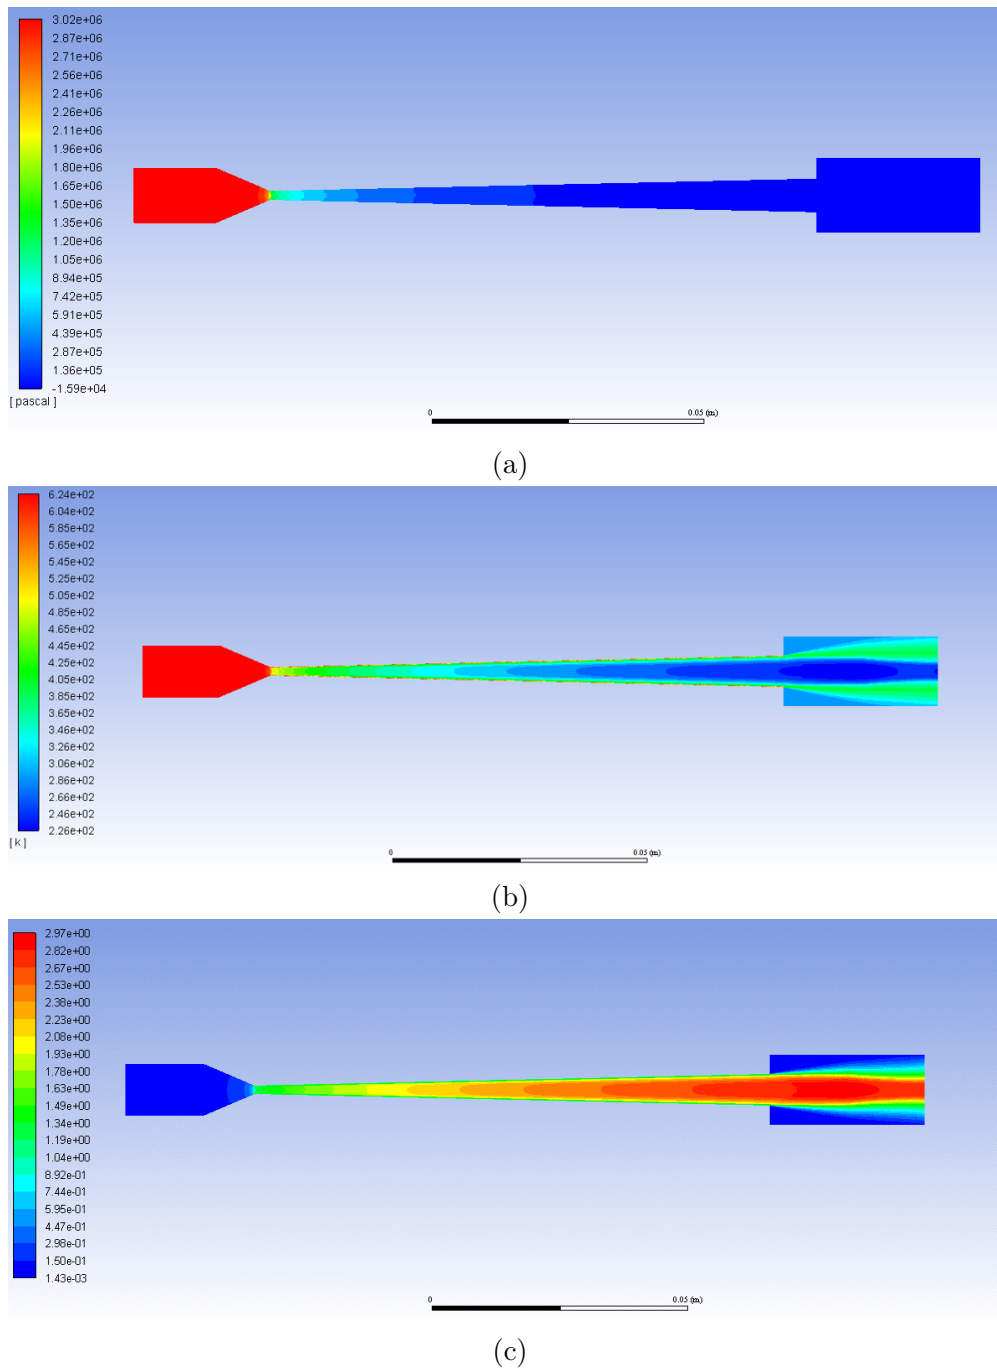 3.02e+06
2.87e+06
2.71e+06
2.56e+06
2.41e+06
2.26e+06
2.11e+06
1.96e+06
1.80e+06
1.65e+06
1.50e+06
1.35e+06
1.20e+06
1.05e+06
8.94e+05
7.42e+05
5.91e+05
4.39e+05
2.87e+05
1.36e+05
-1.59e+04
[ pascal ]
0 0.05 (m)
(a)
6.24e+02
6.04e+02
5.85e+02
5.65e+02
5.45e+02
5.25e+02
5.05e+02
4.85e+02
4.65e+02
4.45e+02
4.25e+02
4.05e+02
3.85e+02
3.65e+02
3.46e+02
3.26e+02
3.06e+02
2.86e+02
2.66e+02
2.46e+02
2.26e+02
[ k ]
0 0.05 (m)
(b)
2.97e+00
2.82e+00
2.67e+00
2.53e+00
2.38e+00
2.23e+00
2.08e+00
1.93e+00
1.78e+00
1.63e+00
1.49e+00
1.34e+00
1.19e+00
1.04e+00
8.92e-01
7.44e-01
5.95e-01
4.47e-01
2.98e-01
1.50e-01
1.43e-03
0 0.05 (m)
(c)